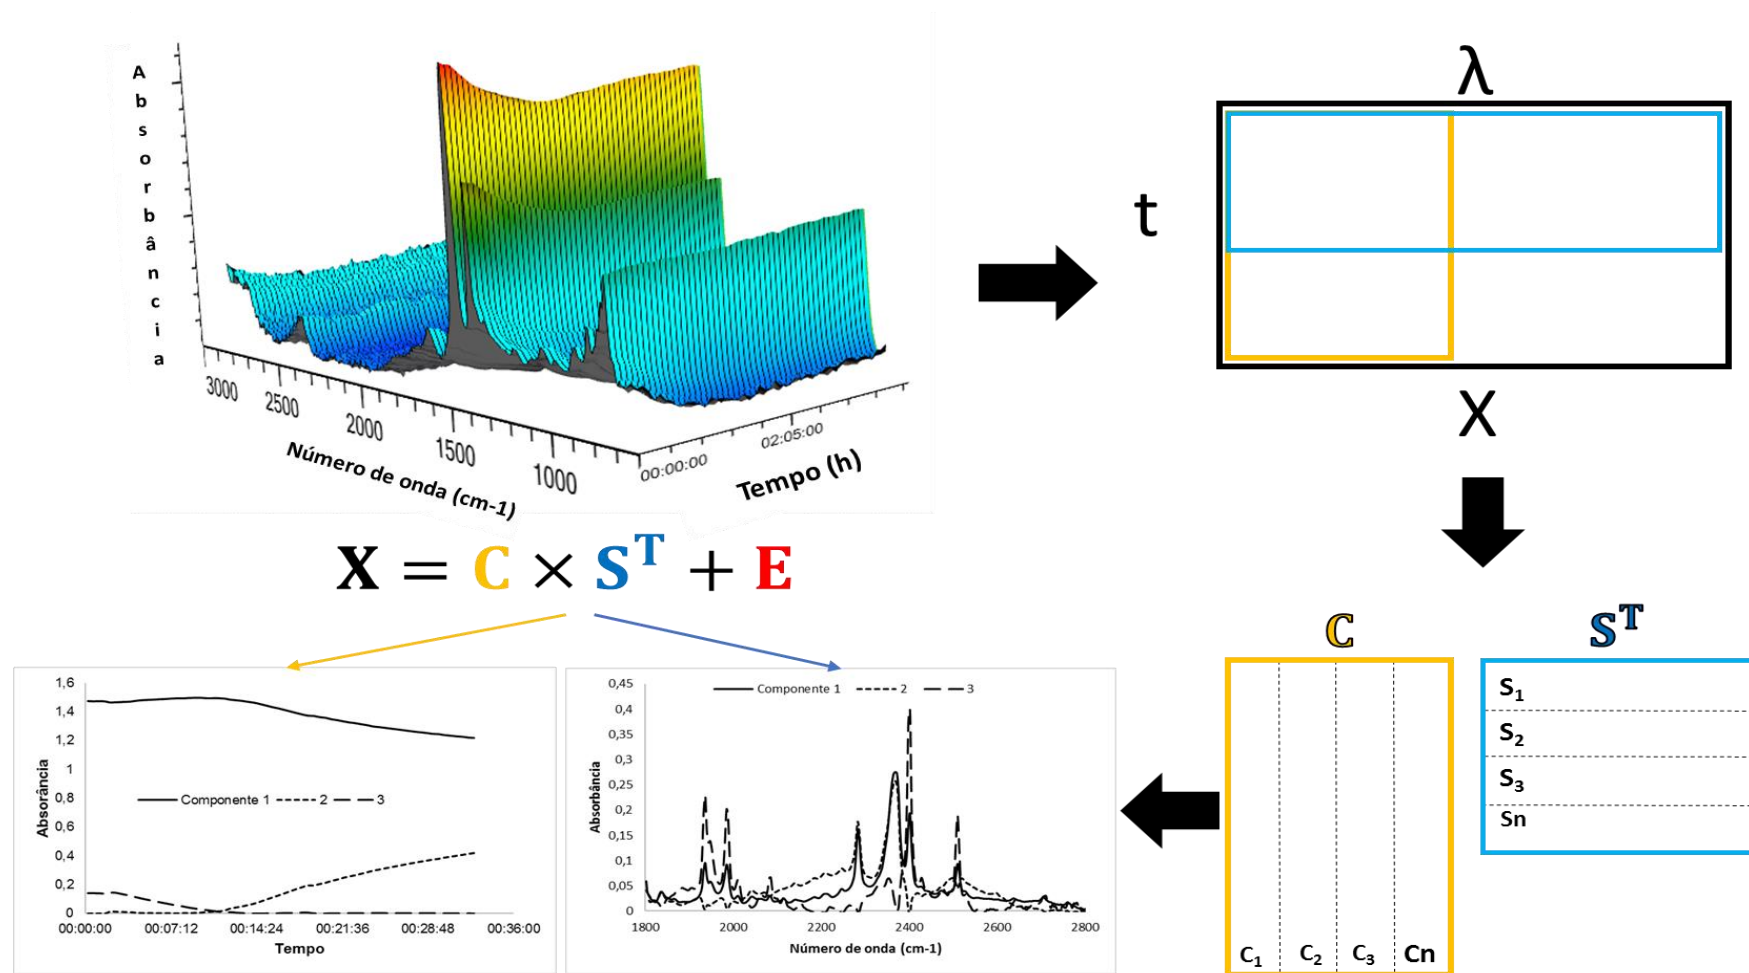 Absorbância
3000
2500
2000
1500
1000
Número de onda (cm-1)
00:00:00
02:05:00
Tempo (h)
λ
t
X
X = C × Sᵀ + E
1,6
1,4
1,2
1
0,8
0,6
0,4
0,2
0
Absorância
Componente 1 2 3
00:00:00 00:07:12 00:14:24 00:21:36 00:28:48 00:36:00
Tempo
0,45
0,4
0,35
0,3
0,25
0,2
0,15
0,1
0,05
0
Absorbância
Componente 1 2 3
1800 2000 2200 2400 2600 2800
Número de onda (cm-1)
C
C₁ C₂ C₃ Cn
Sᵀ
S₁
S₂
S₃
Sn